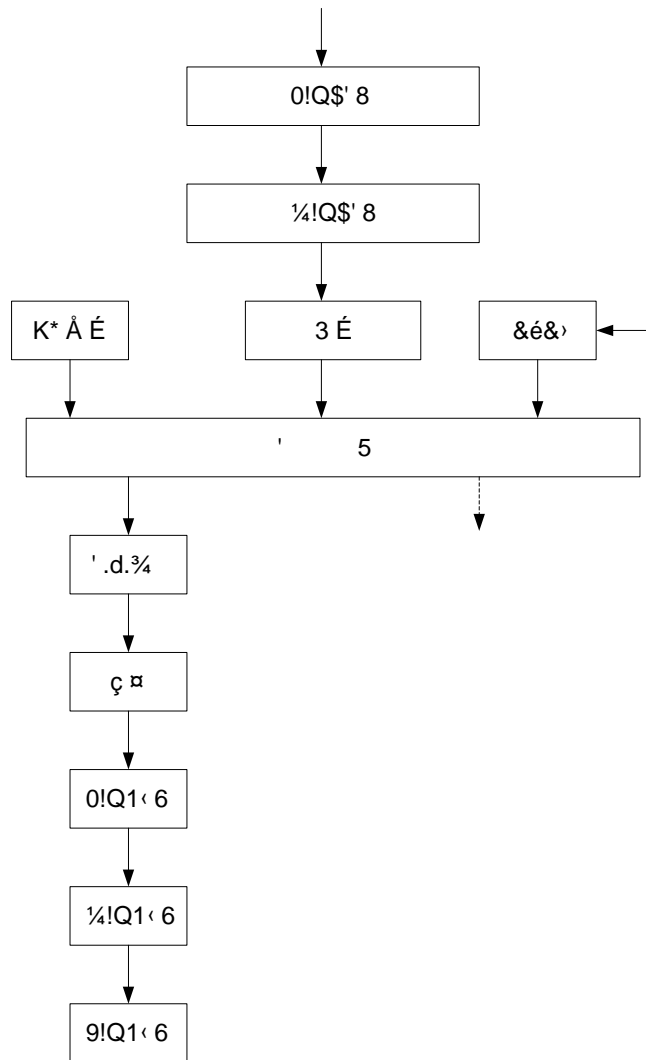 0!Q$' 8
¼!Q$' 8
K* Å É
3 É
&é&›
' 5
' .d.¾
ç ¤
0!Q1‹ 6
¼!Q1‹ 6
9!Q1‹ 6